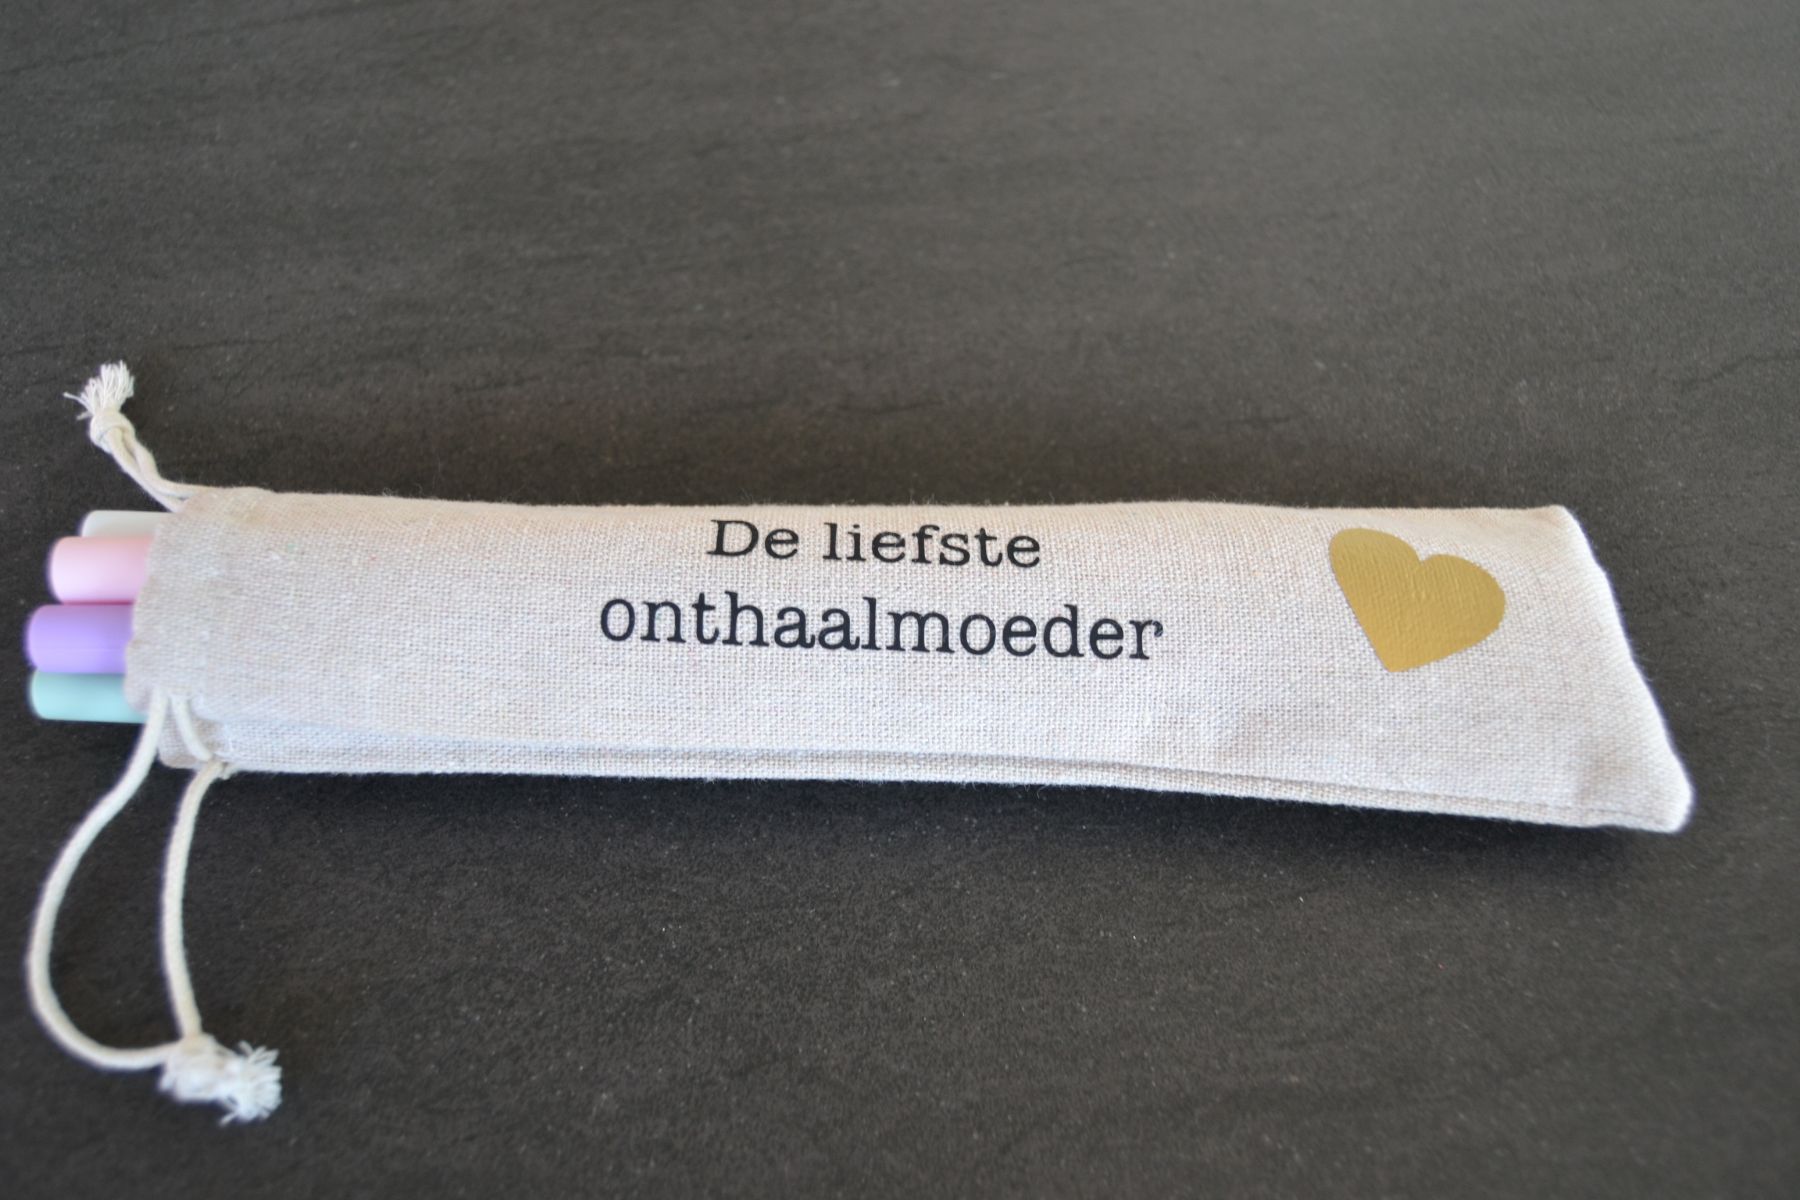 De liefste
onthaalmoeder